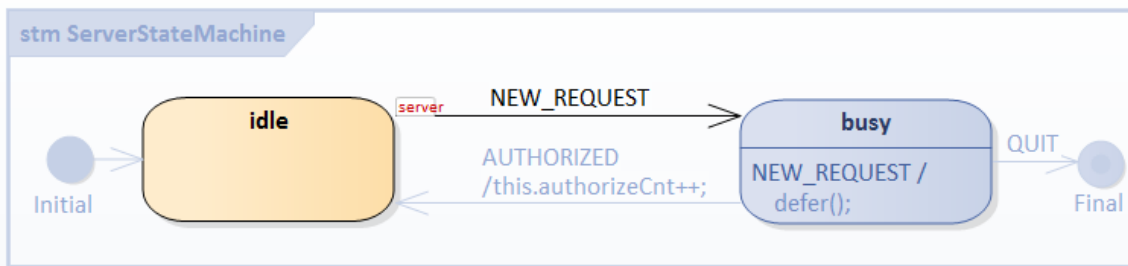 stm ServerStateMachine
idle
server
NEW_REQUEST
busy
AUTHORIZED
/this.authorizeCnt++;
NEW_REQUEST /
defer();
QUIT
Initial
Final